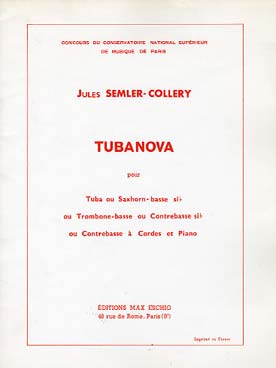 CONCOURS DU CONSERVATOIRE NATIONAL SUPÉRIEUR
DE MUSIQUE DE PARIS
JULES SEMLER-COLLERY
TUBANOVA
pour
Tuba ou Saxhorn-basse si♭
ou Trombone-basse ou Contrebasse si♭
ou Contrebasse à Cordes et Piano
ÉDITIONS MAX ESCHIG
48 rue de Rome, Paris (8e)
Imprimé en France